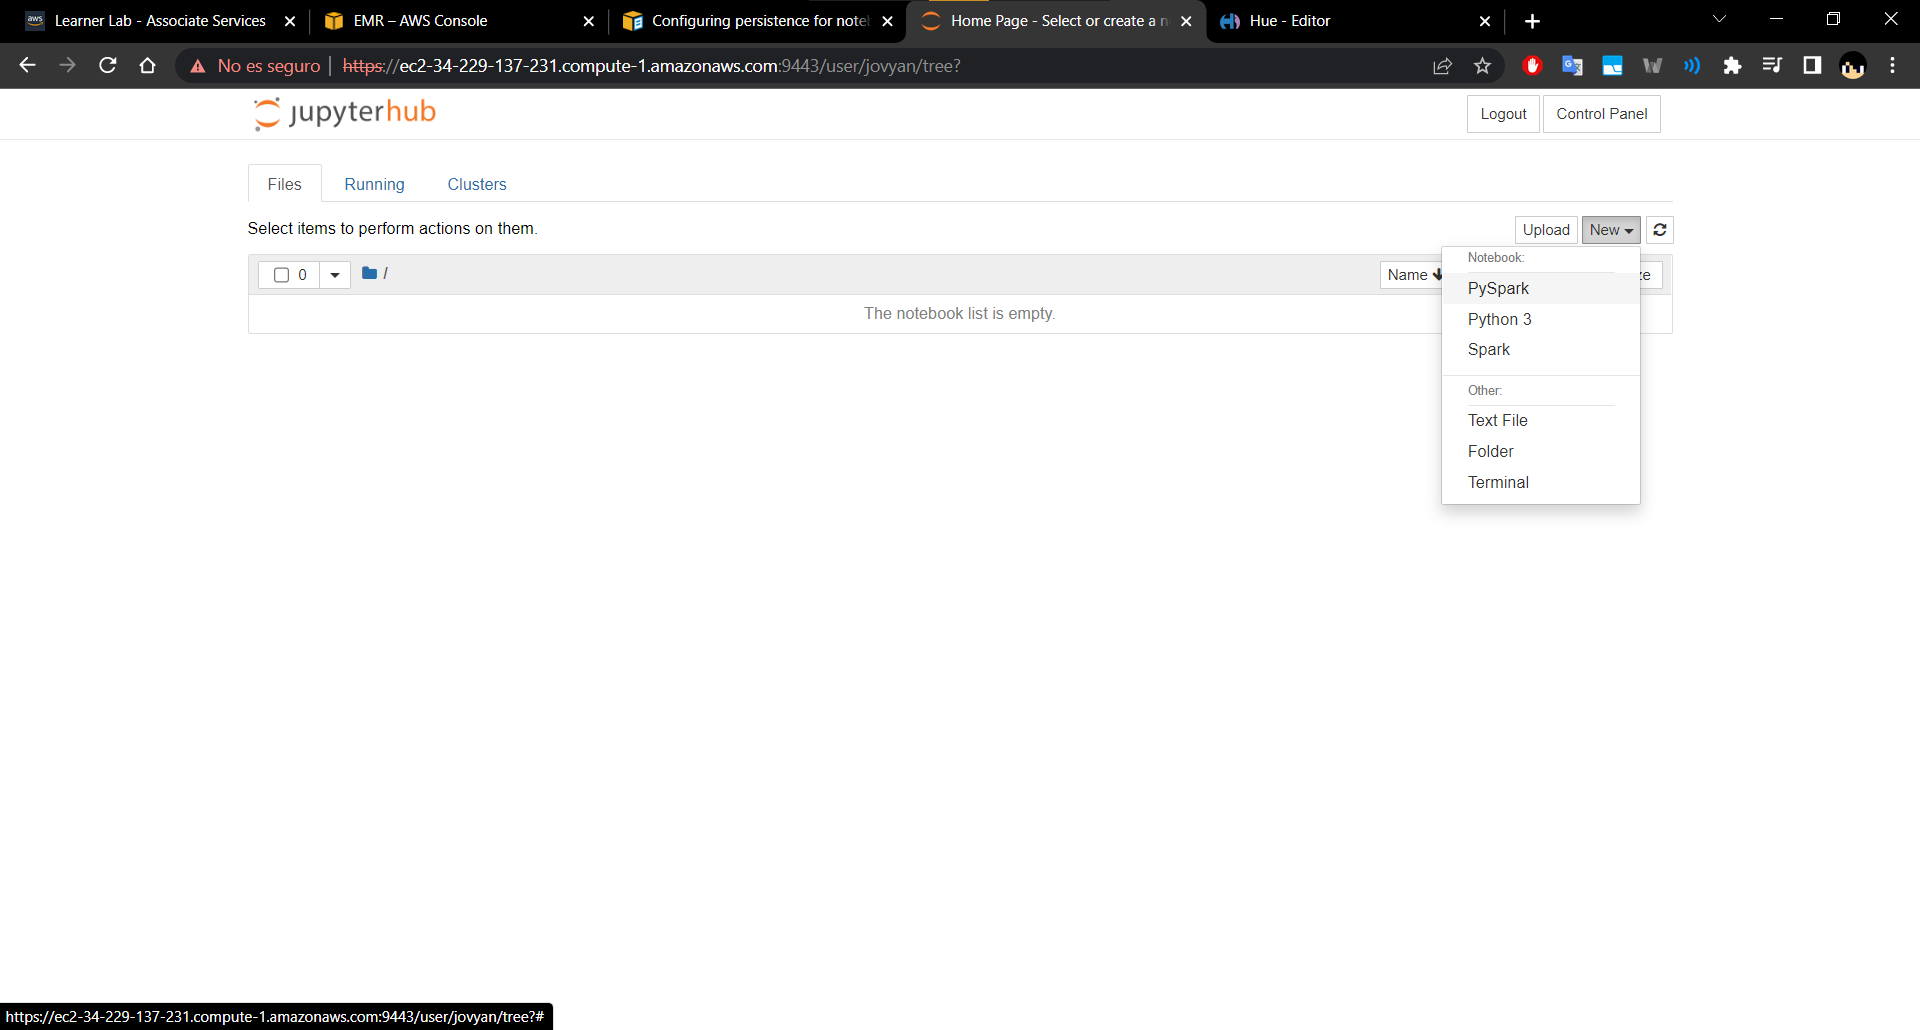 Learner Lab - Associate Services
EMR – AWS Console
Configuring persistence for note
Home Page - Select or create a n
Hue - Editor
No es seguro | https://ec2-34-229-137-231.compute-1.amazonaws.com:9443/user/jovyan/tree?
jupyterhub
Logout
Control Panel
Files
Running
Clusters
Select items to perform actions on them.
Upload
New
0
/
Name
ze
The notebook list is empty.
Notebook:
PySpark
Python 3
Spark
Other:
Text File
Folder
Terminal
https://ec2-34-229-137-231.compute-1.amazonaws.com:9443/user/jovyan/tree?#